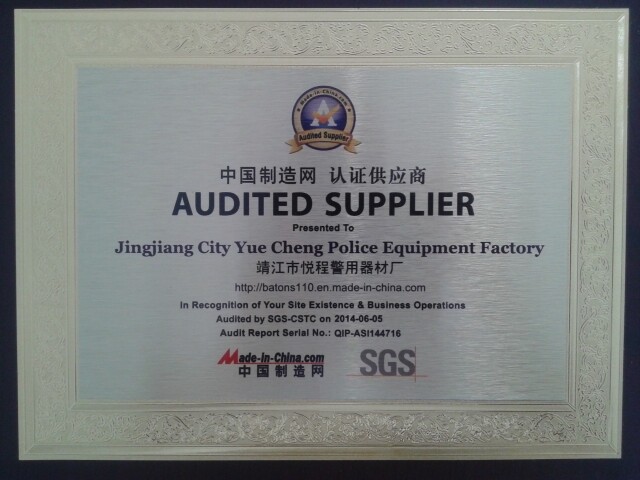 Made-in-China.com
Audited Supplier
中国制造网 认证供应商
AUDITED SUPPLIER
Presented To
Jingjiang City Yue Cheng Police Equipment Factory
靖江市悦程警用器材厂
http://batons110.en.made-in-china.com
In Recognition of Your Site Existence & Business Operations
Audited by SGS-CSTC on 2014-06-05
Audit Report Serial No.: QIP-ASI144716
Made-in-China.com
中国制造网
SGS